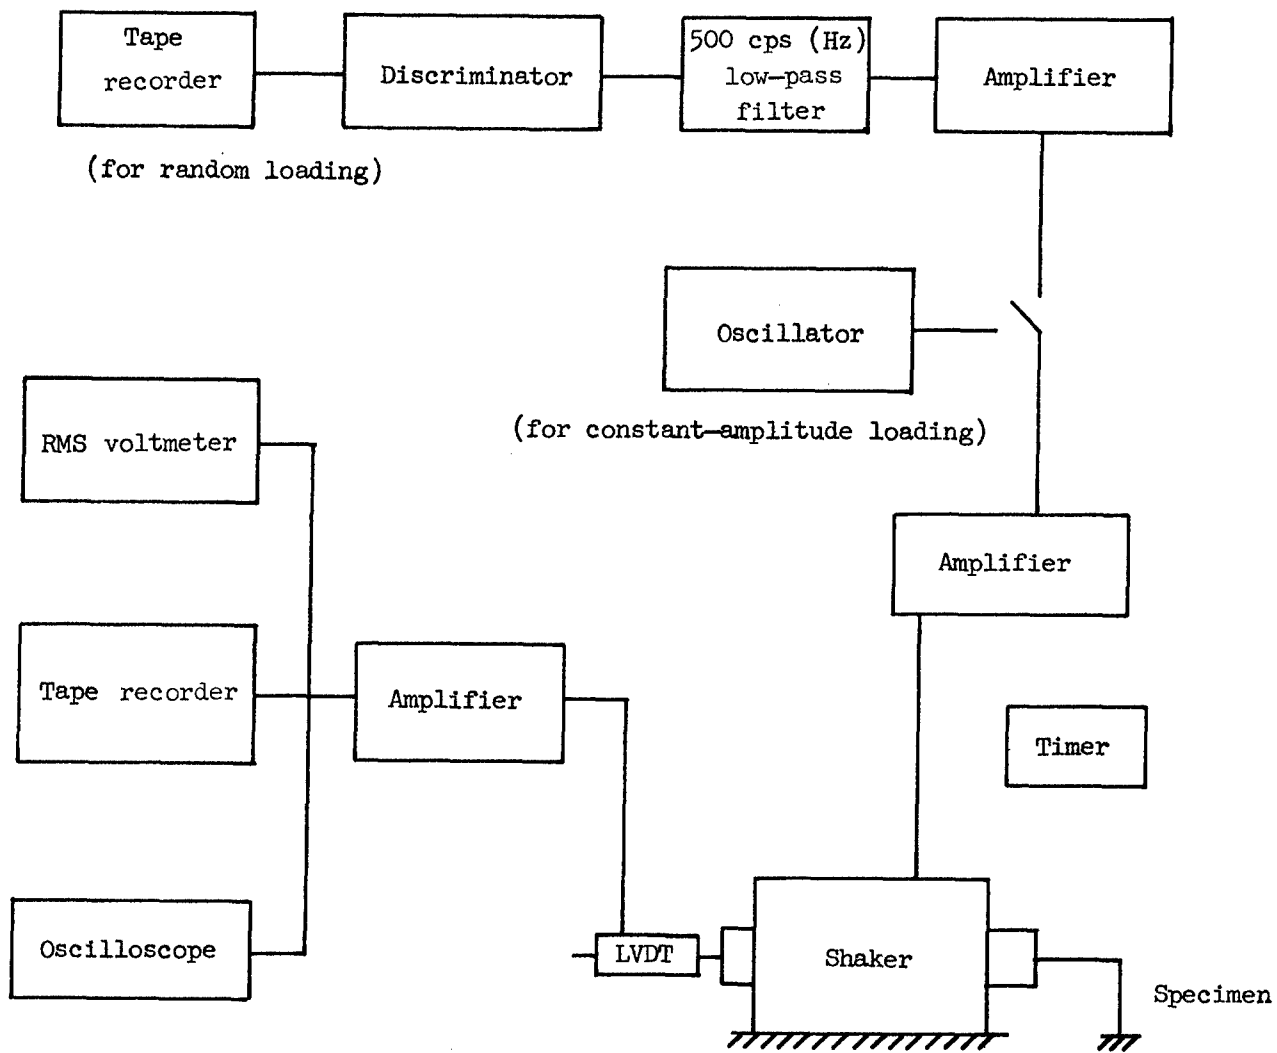 Tape
recorder
Discriminator
500 cps (Hz)
low-pass
filter
Amplifier
(for random loading)
Oscillator
(for constant-amplitude loading)
RMS voltmeter
Amplifier
Tape recorder
Amplifier
Timer
Oscilloscope
LVDT
Shaker
Specimen